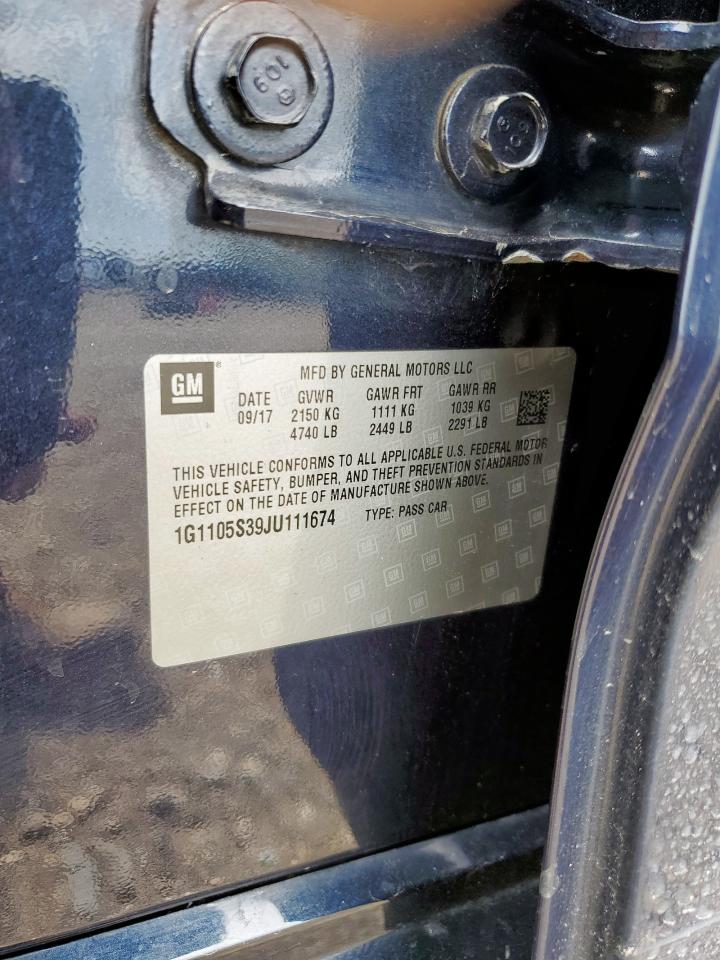 109
GM ®
MFD BY GENERAL MOTORS LLC
DATE GVWR GAWR FRT GAWR RR
09/17 2150 KG 1111 KG 1039 KG
4740 LB 2449 LB 2291 LB
THIS VEHICLE CONFORMS TO ALL APPLICABLE U.S. FEDERAL MOTOR
VEHICLE SAFETY, BUMPER, AND THEFT PREVENTION STANDARDS IN
EFFECT ON THE DATE OF MANUFACTURE SHOWN ABOVE.
1G1105S39JU111674 TYPE: PASS CAR